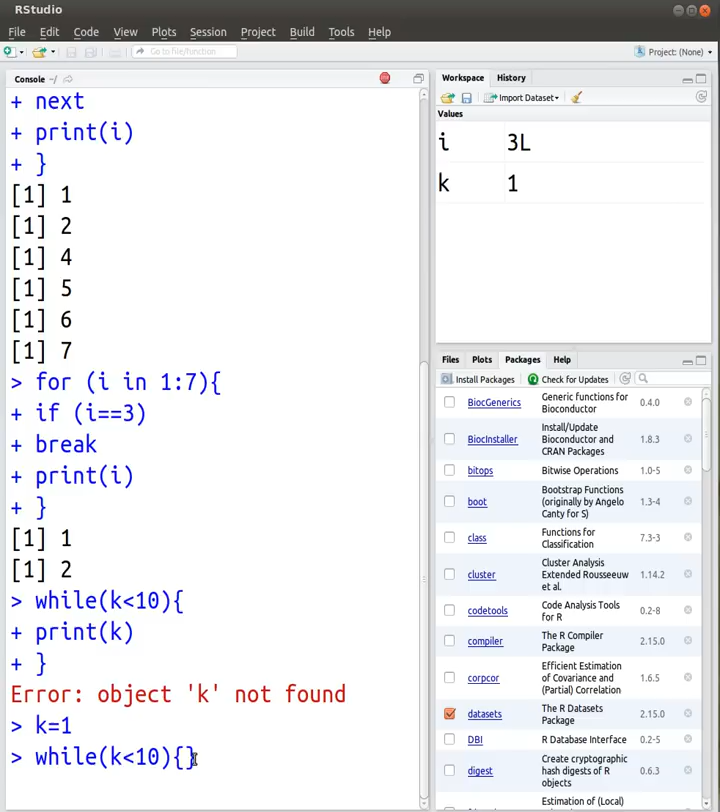 RStudio
File Edit Code View Plots Session Project Build Tools Help
Go to file/function
Project: (None)
Console ~/
+ next
+ print(i)
+ }
[1] 1
[1] 2
[1] 4
[1] 5
[1] 6
[1] 7
> for (i in 1:7){
+ if (i==3)
+ break
+ print(i)
+ }
[1] 1
[1] 2
> while(k<10){
+ print(k)
+ }
Error: object 'k' not found
> k=1
> while(k<10){}
Workspace History
Import Dataset
Values
i 3L
k 1
Files Plots Packages Help
Install Packages Check for Updates
BiocGenerics Generic functions for Bioconductor 0.4.0
BiocInstaller Install/Update Bioconductor and CRAN Packages 1.8.3
bitops Bitwise Operations 1.0-5
boot Bootstrap Functions (originally by Angelo Canty for S) 1.3-4
class Functions for Classification 7.3-3
cluster Cluster Analysis Extended Rousseeuw et al. 1.14.2
codetools Code Analysis Tools for R 0.2-8
compiler The R Compiler Package 2.15.0
corpcor Efficient Estimation of Covariance and (Partial) Correlation 1.6.5
datasets The R Datasets Package 2.15.0
DBI R Database Interface 0.2-5
digest Create cryptographic hash digests of R objects 0.6.3
Estimation of (Local)